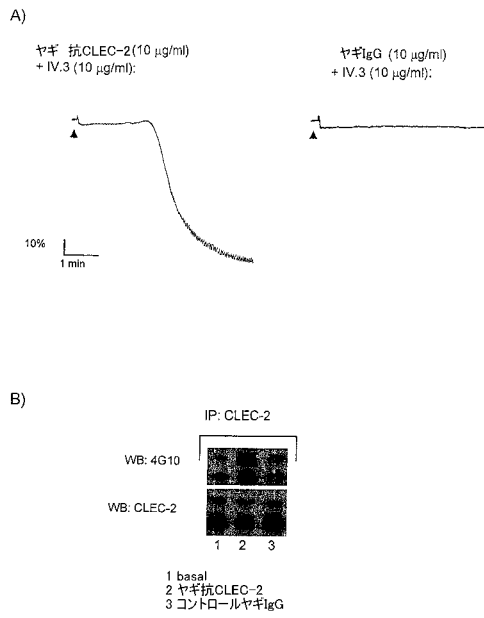 A)
ヤギ 抗CLEC-2 (10 μg/ml)
+ IV.3 (10 μg/ml):
ヤギIgG (10 μg/ml)
+ IV.3 (10 μg/ml):
10%
1 min
B)
IP: CLEC-2
WB: 4G10
WB: CLEC-2
1 2 3
1 basal
2 ヤギ抗CLEC-2
3 コントロールヤギIgG